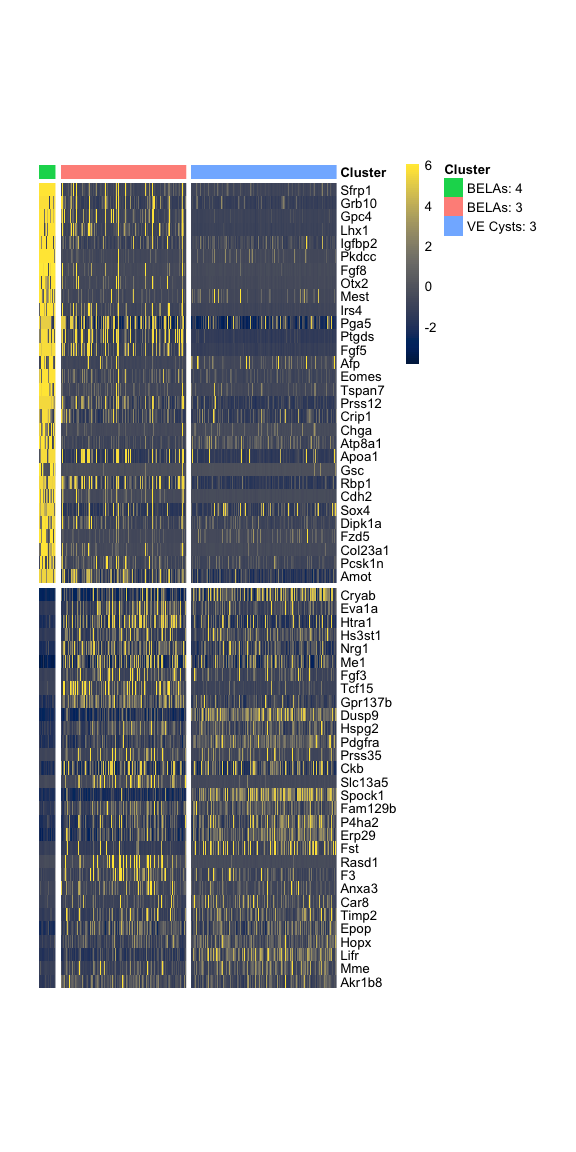 Cluster
Sfrp1
Grb10
Gpc4
Lhx1
Igfbp2
Pkdcc
Fgf8
Otx2
Mest
Irs4
Pga5
Ptgds
Fgf5
Afp
Eomes
Tspan7
Prss12
Crip1
Chga
Atp8a1
Apoa1
Gsc
Rbp1
Cdh2
Sox4
Dipk1a
Fzd5
Col23a1
Pcsk1n
Amot
Cryab
Eva1a
Htra1
Hs3st1
Nrg1
Me1
Fgf3
Tcf15
Gpr137b
Dusp9
Hspg2
Pdgfra
Prss35
Ckb
Slc13a5
Spock1
Fam129b
P4ha2
Erp29
Fst
Rasd1
F3
Anxa3
Car8
Timp2
Epop
Hopx
Lifr
Mme
Akr1b8
6
4
2
0
-2
Cluster
BELAs: 4
BELAs: 3
VE Cysts: 3